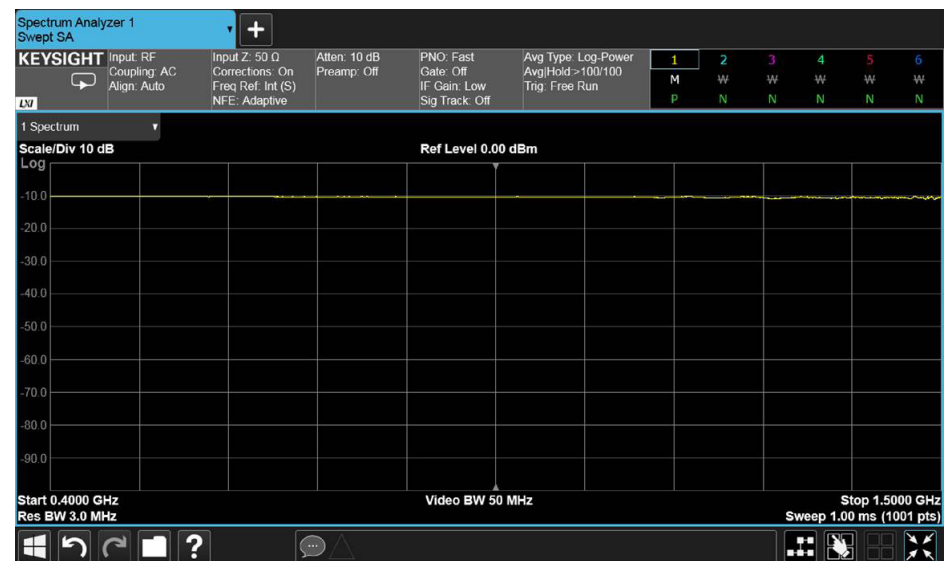 Spectrum Analyzer 1
Swept SA
+
KEYSIGHT
LXI
Input: RF
Coupling: AC
Align: Auto
Input Z: 50 Ω
Corrections: On
Freq Ref: Int (S)
NFE: Adaptive
Atten: 10 dB
Preamp: Off
PNO: Fast
Gate: Off
IF Gain: Low
Sig Track: Off
Avg Type: Log-Power
Avg|Hold:>100/100
Trig: Free Run
1 2 3 4 5 6
M W W W W W
P N N N N N
1 Spectrum
Scale/Div 10 dB
Ref Level 0.00 dBm
Log
-10.0
-20.0
-30.0
-40.0
-50.0
-60.0
-70.0
-80.0
-90.0
Start 0.4000 GHz
Video BW 50 MHz
Stop 1.5000 GHz
Res BW 3.0 MHz
Sweep 1.00 ms (1001 pts)
?